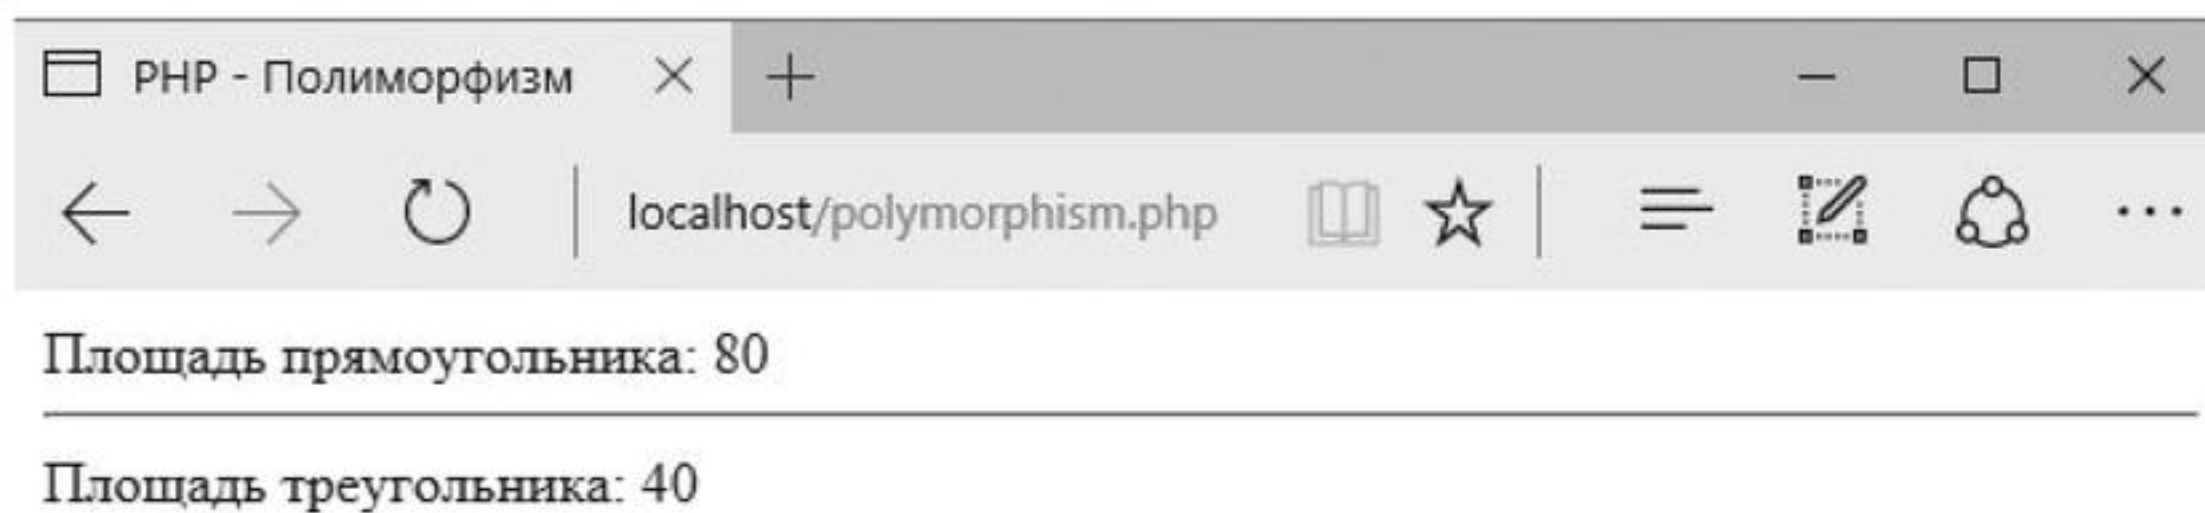 PHP - Полиморфизм
localhost/polymorphism.php
Площадь прямоугольника: 80
Площадь треугольника: 40